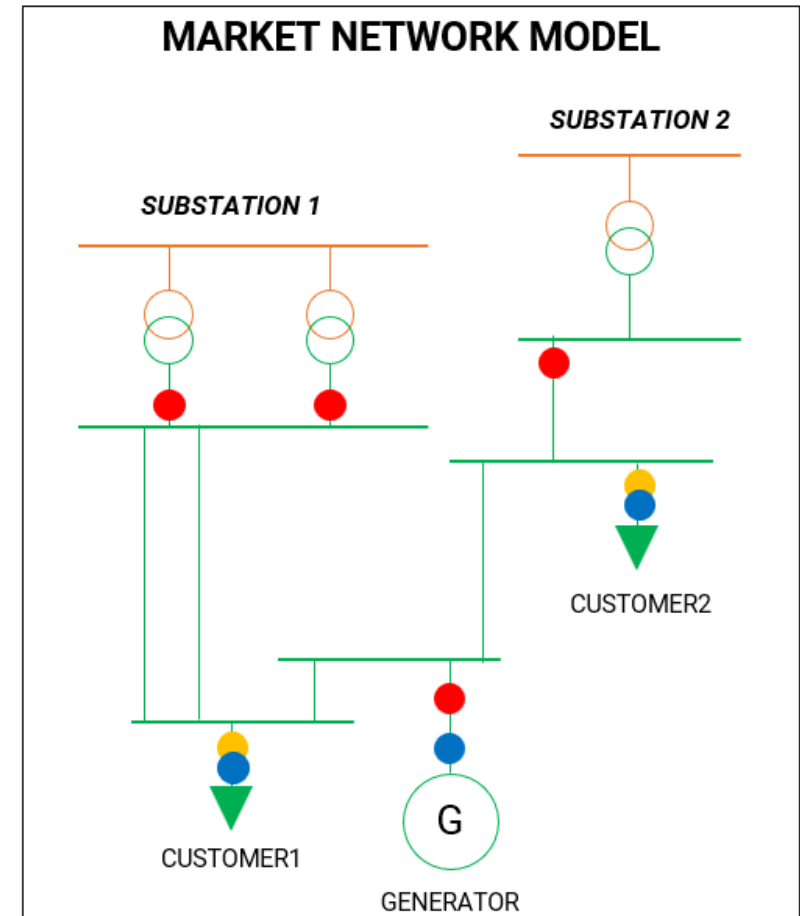 MARKET NETWORK MODEL
SUBSTATION 2
SUBSTATION 1
CUSTOMER2
G
CUSTOMER1
GENERATOR